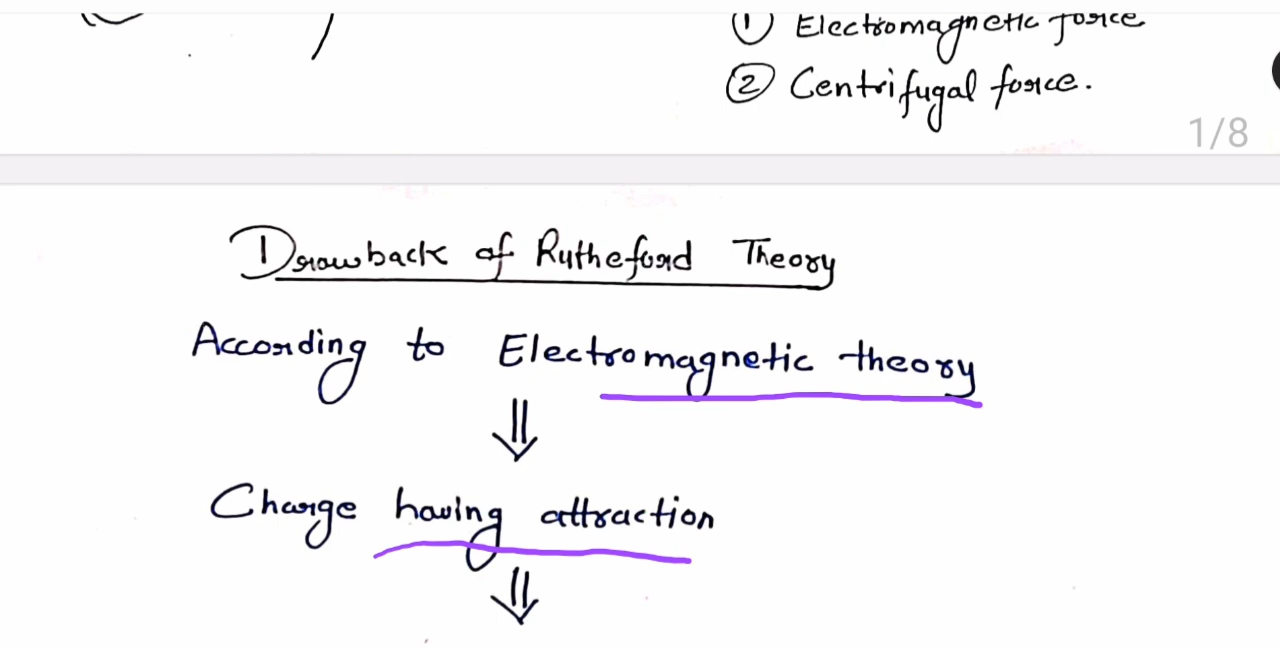 ① Electromagnetic force
② Centrifugal force.
1/8
Drawback of Rutheford Theory
According to Electromagnetic theory
⇓
Charge having attraction
⇓